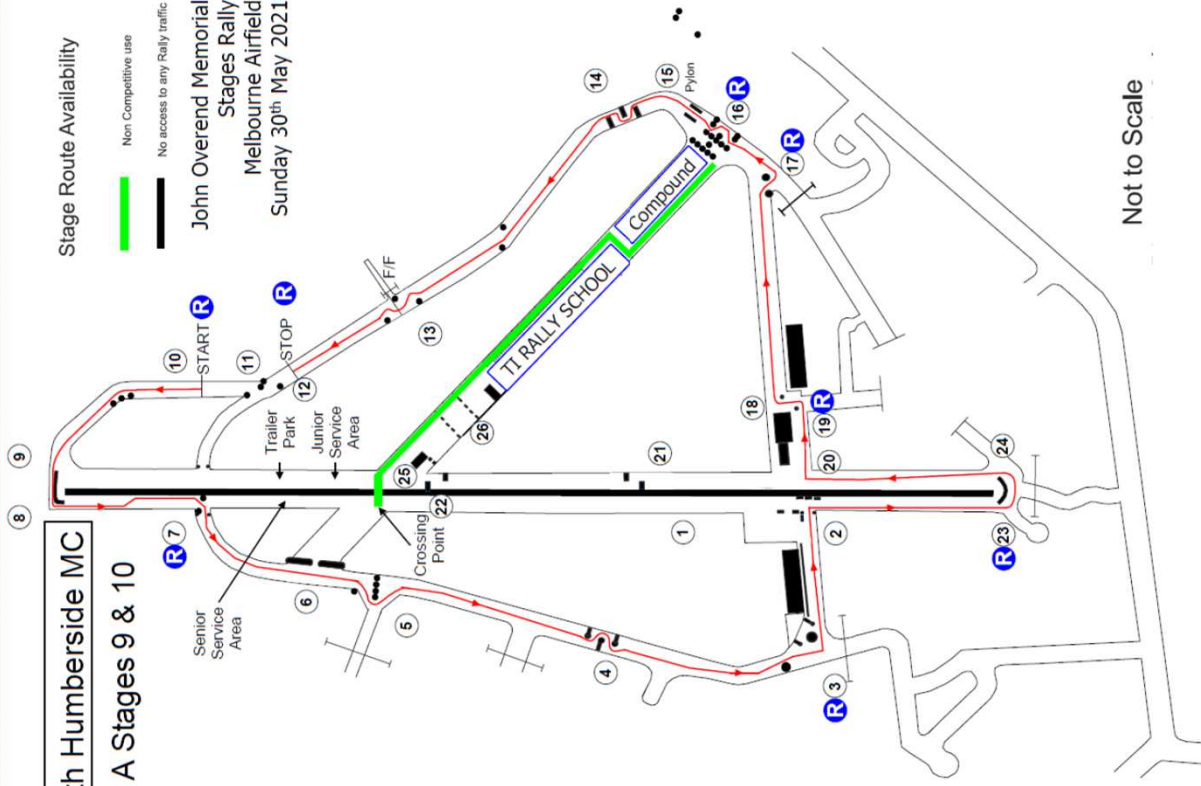 Stage Route Availability
Non Competitive use
No access to any Rally traffic
John Overend Memorial
Stages Rally
Melbourne Airfield
Sunday 30th May 2021
th Humberside MC
A Stages 9 & 10
8
9
10
START
R
11
STOP
R
12
F/F
13
14
15
Pylon
16
R
17
R
Compound
TI RALLY SCHOOL
Trailer
Park
Junior
Service
Area
7
R
6
Senior
Service
Area
5
Crossing
Point
25
26
22
21
1
4
18
19
R
20
24
2
3
R
23
R
Not to Scale